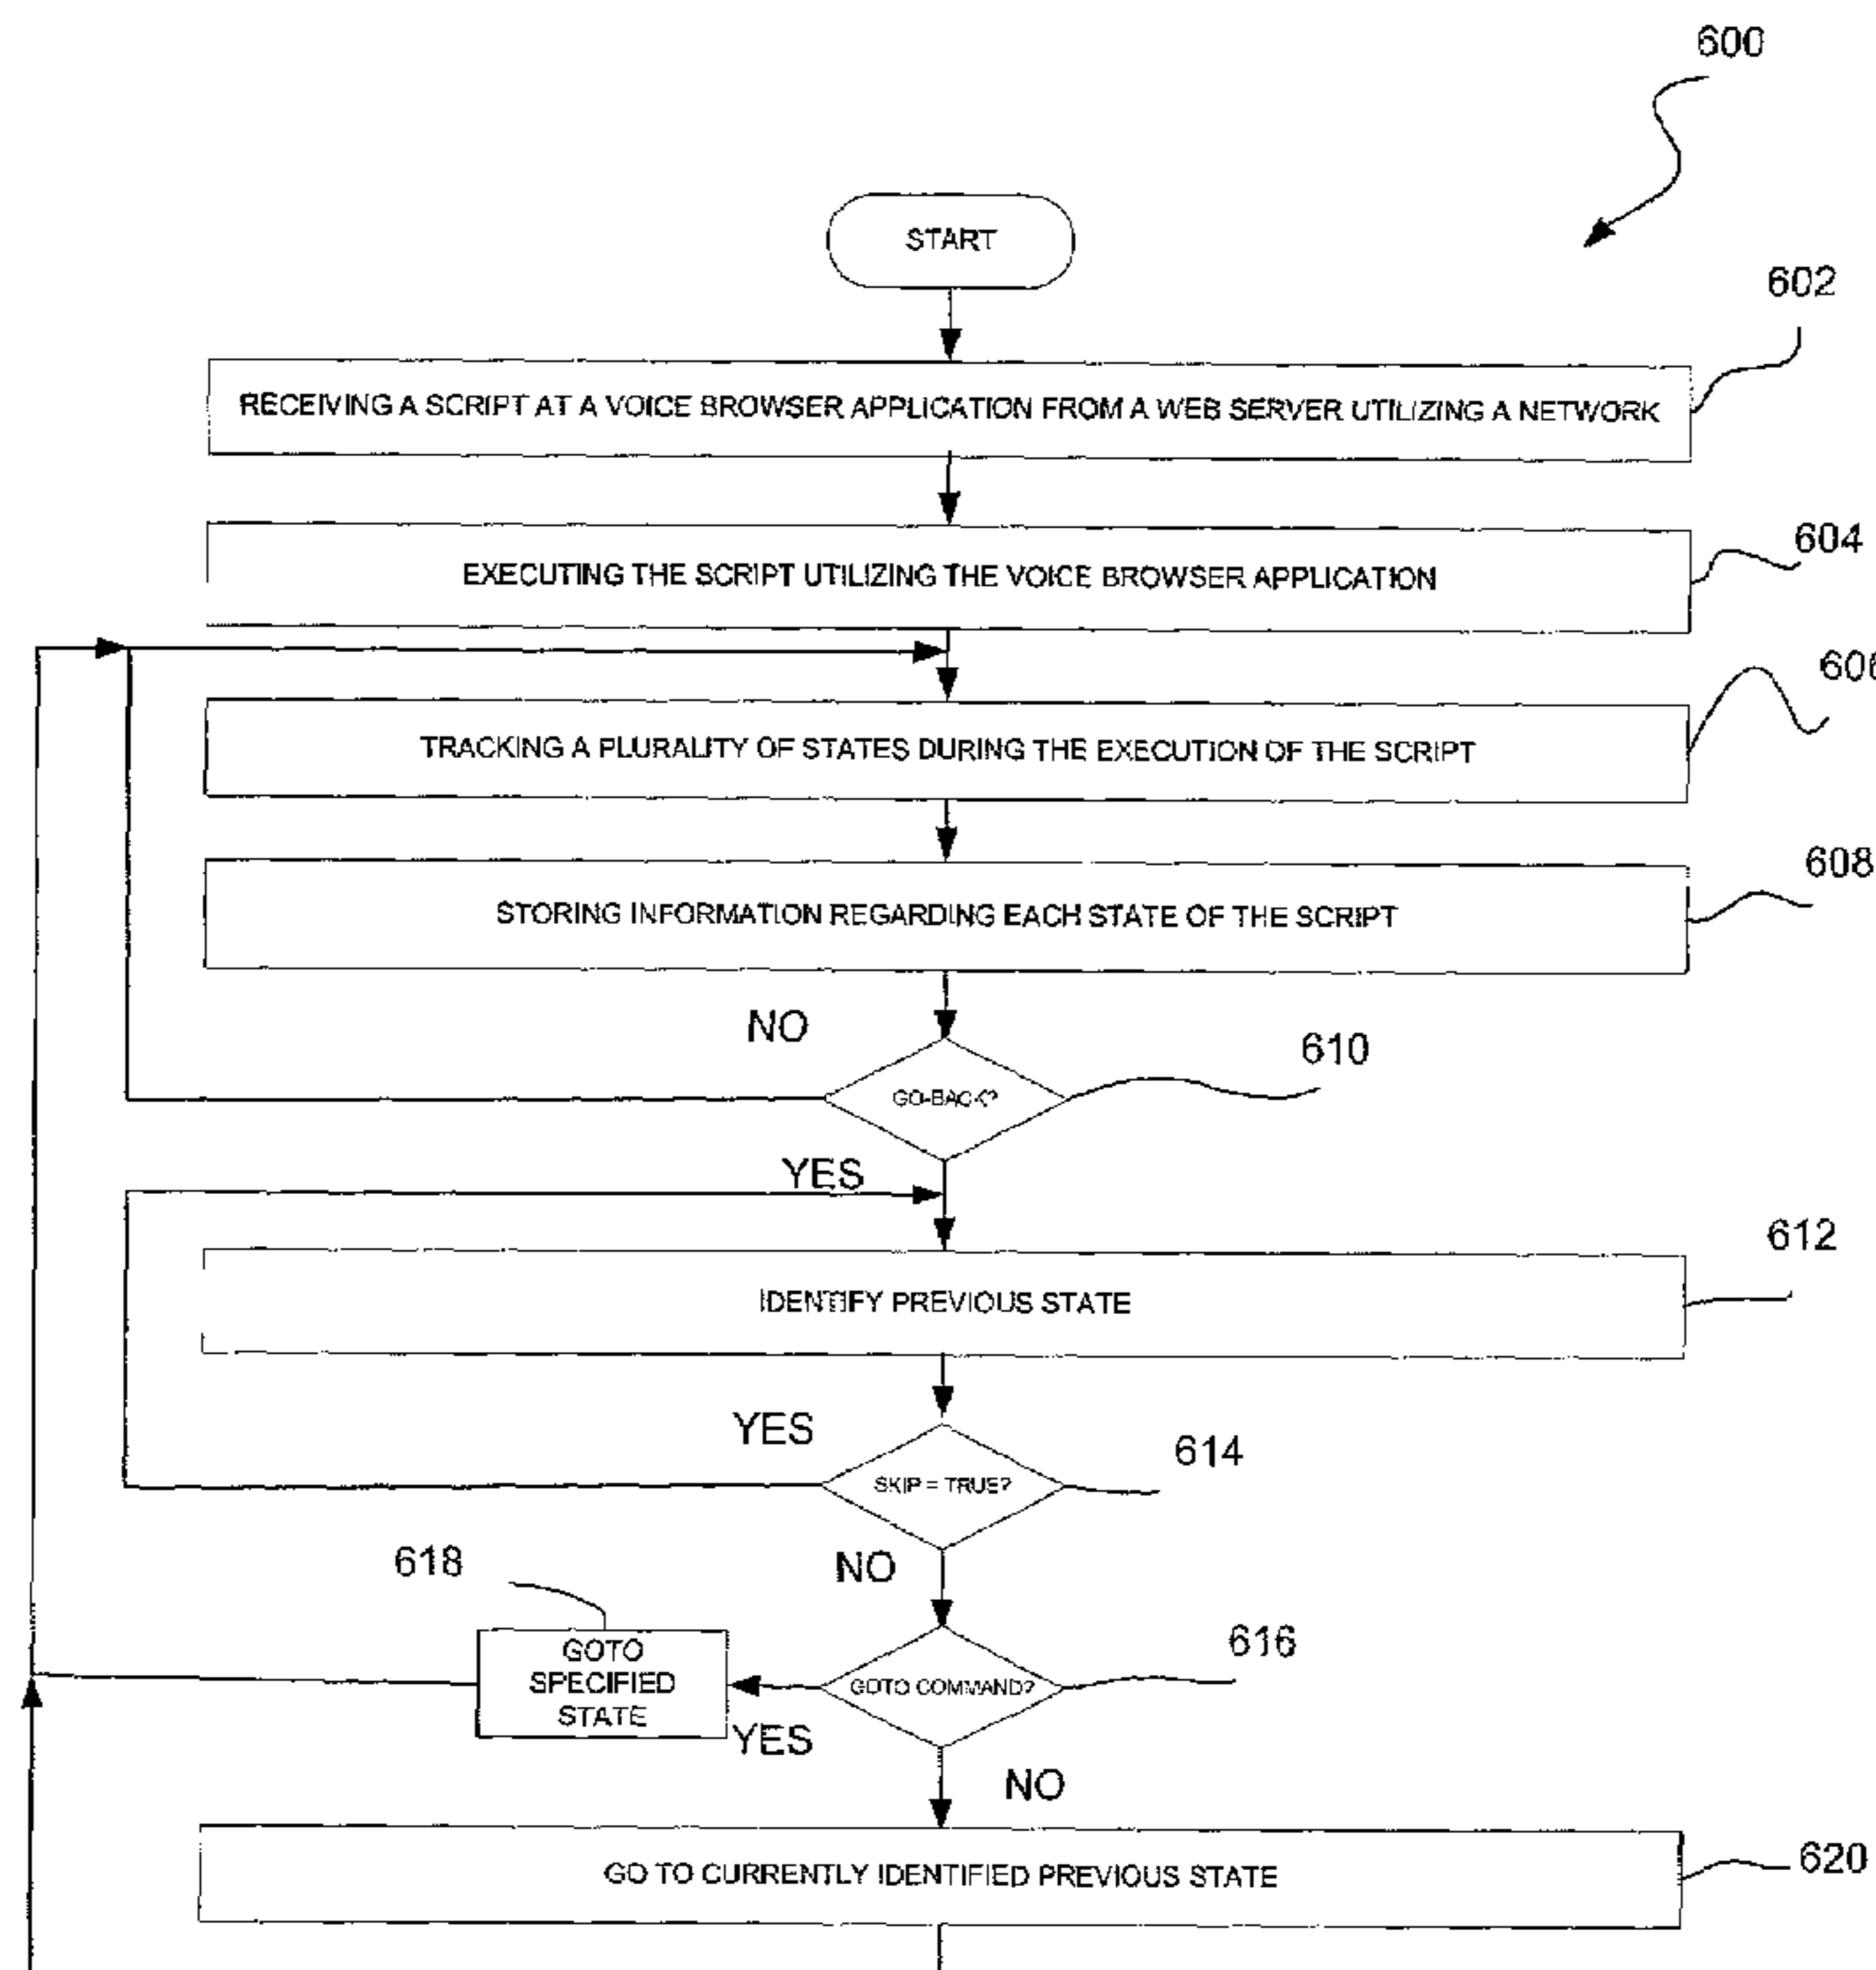 600
START
602
RECEIVING A SCRIPT AT A VOICE BROWSER APPLICATION FROM A WEB SERVER UTILIZING A NETWORK
604
EXECUTING THE SCRIPT UTILIZING THE VOICE BROWSER APPLICATION
606
TRACKING A PLURALITY OF STATES DURING THE EXECUTION OF THE SCRIPT
608
STORING INFORMATION REGARDING EACH STATE OF THE SCRIPT
NO
610
GO-BACK?
YES
612
IDENTIFY PREVIOUS STATE
YES
614
SKIP = TRUE?
NO
618
616
GOTO
SPECIFIED
STATE
GOTO COMMAND?
YES
NO
620
GO TO CURRENTLY IDENTIFIED PREVIOUS STATE